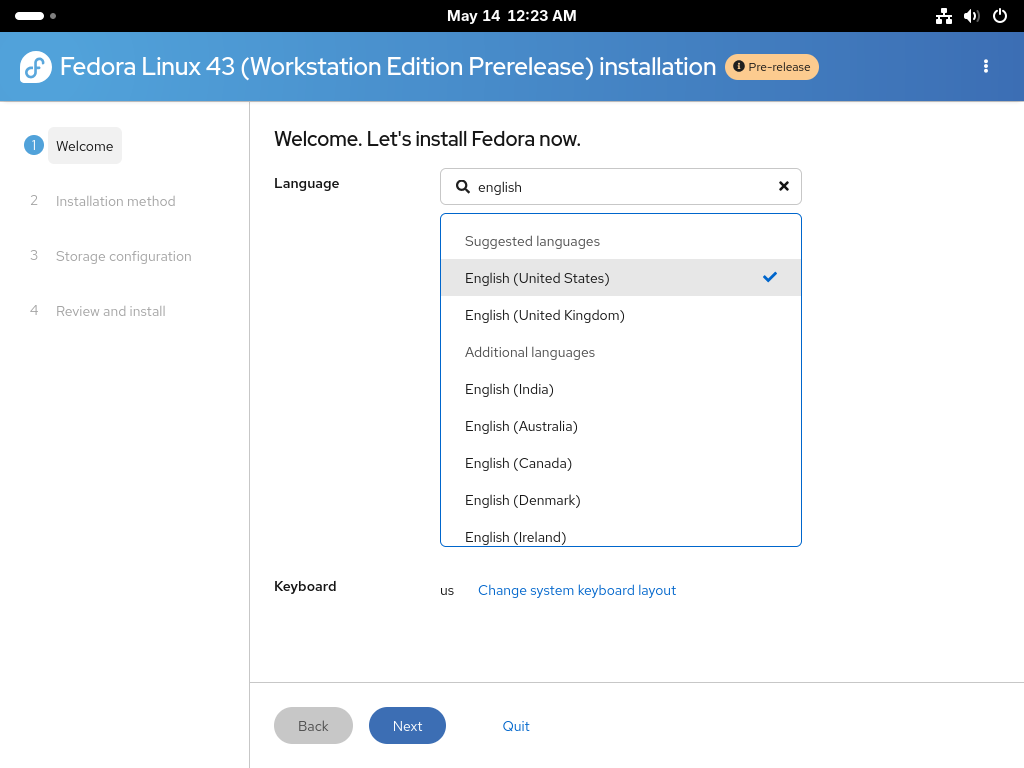 May 14 12:23 AM
Fedora Linux 43 (Workstation Edition Prerelease) installation
Pre-release
1 Welcome
2 Installation method
3 Storage configuration
4 Review and install
Welcome. Let's install Fedora now.
Language
english
Suggested languages
English (United States)
English (United Kingdom)
Additional languages
English (India)
English (Australia)
English (Canada)
English (Denmark)
English (Ireland)
Keyboard
us Change system keyboard layout
Back Next Quit